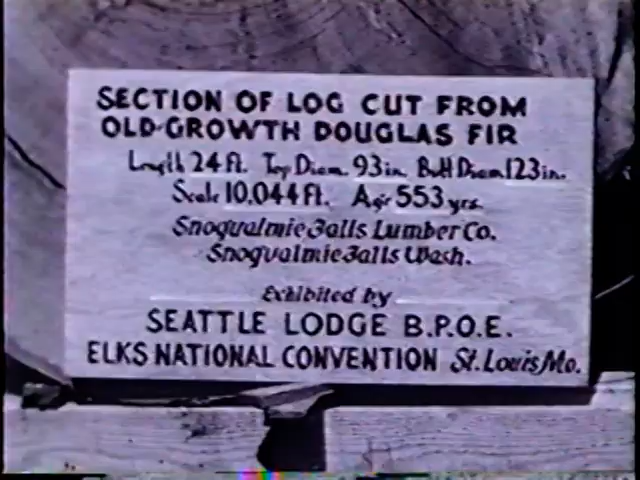 SECTION OF LOG CUT FROM
OLD-GROWTH DOUGLAS FIR
Length 24 ft. Top Diam. 93 in. Butt Diam. 123 in.
Scale 10,044 ft. Age 553 yrs.
Snoqualmie Falls Lumber Co.
Snoqualmie Falls Wash.
Exhibited by
SEATTLE LODGE B.P.O.E.
ELKS NATIONAL CONVENTION St. Louis Mo.